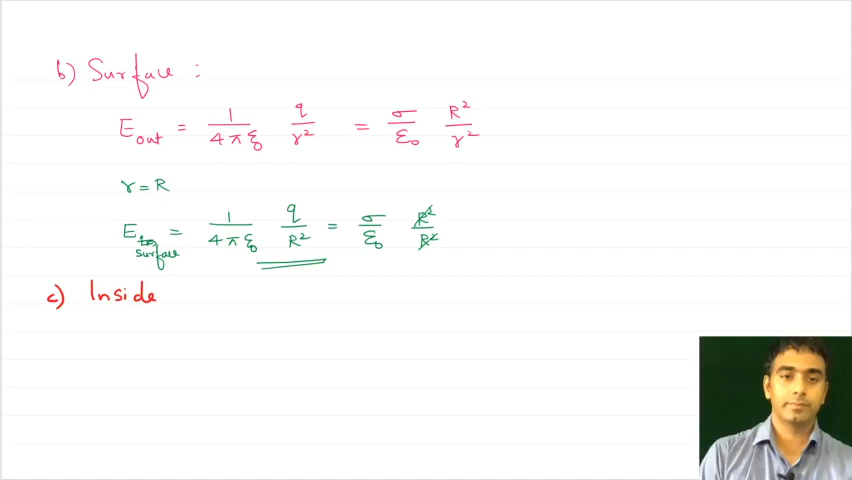 b) Surface :
E_out = 1/(4πε₀) q/r² = σ/ε₀ R²/r²
r = R
E_surface = 1/(4πε₀) q/R² = σ/ε₀ R²/R²
c) Inside